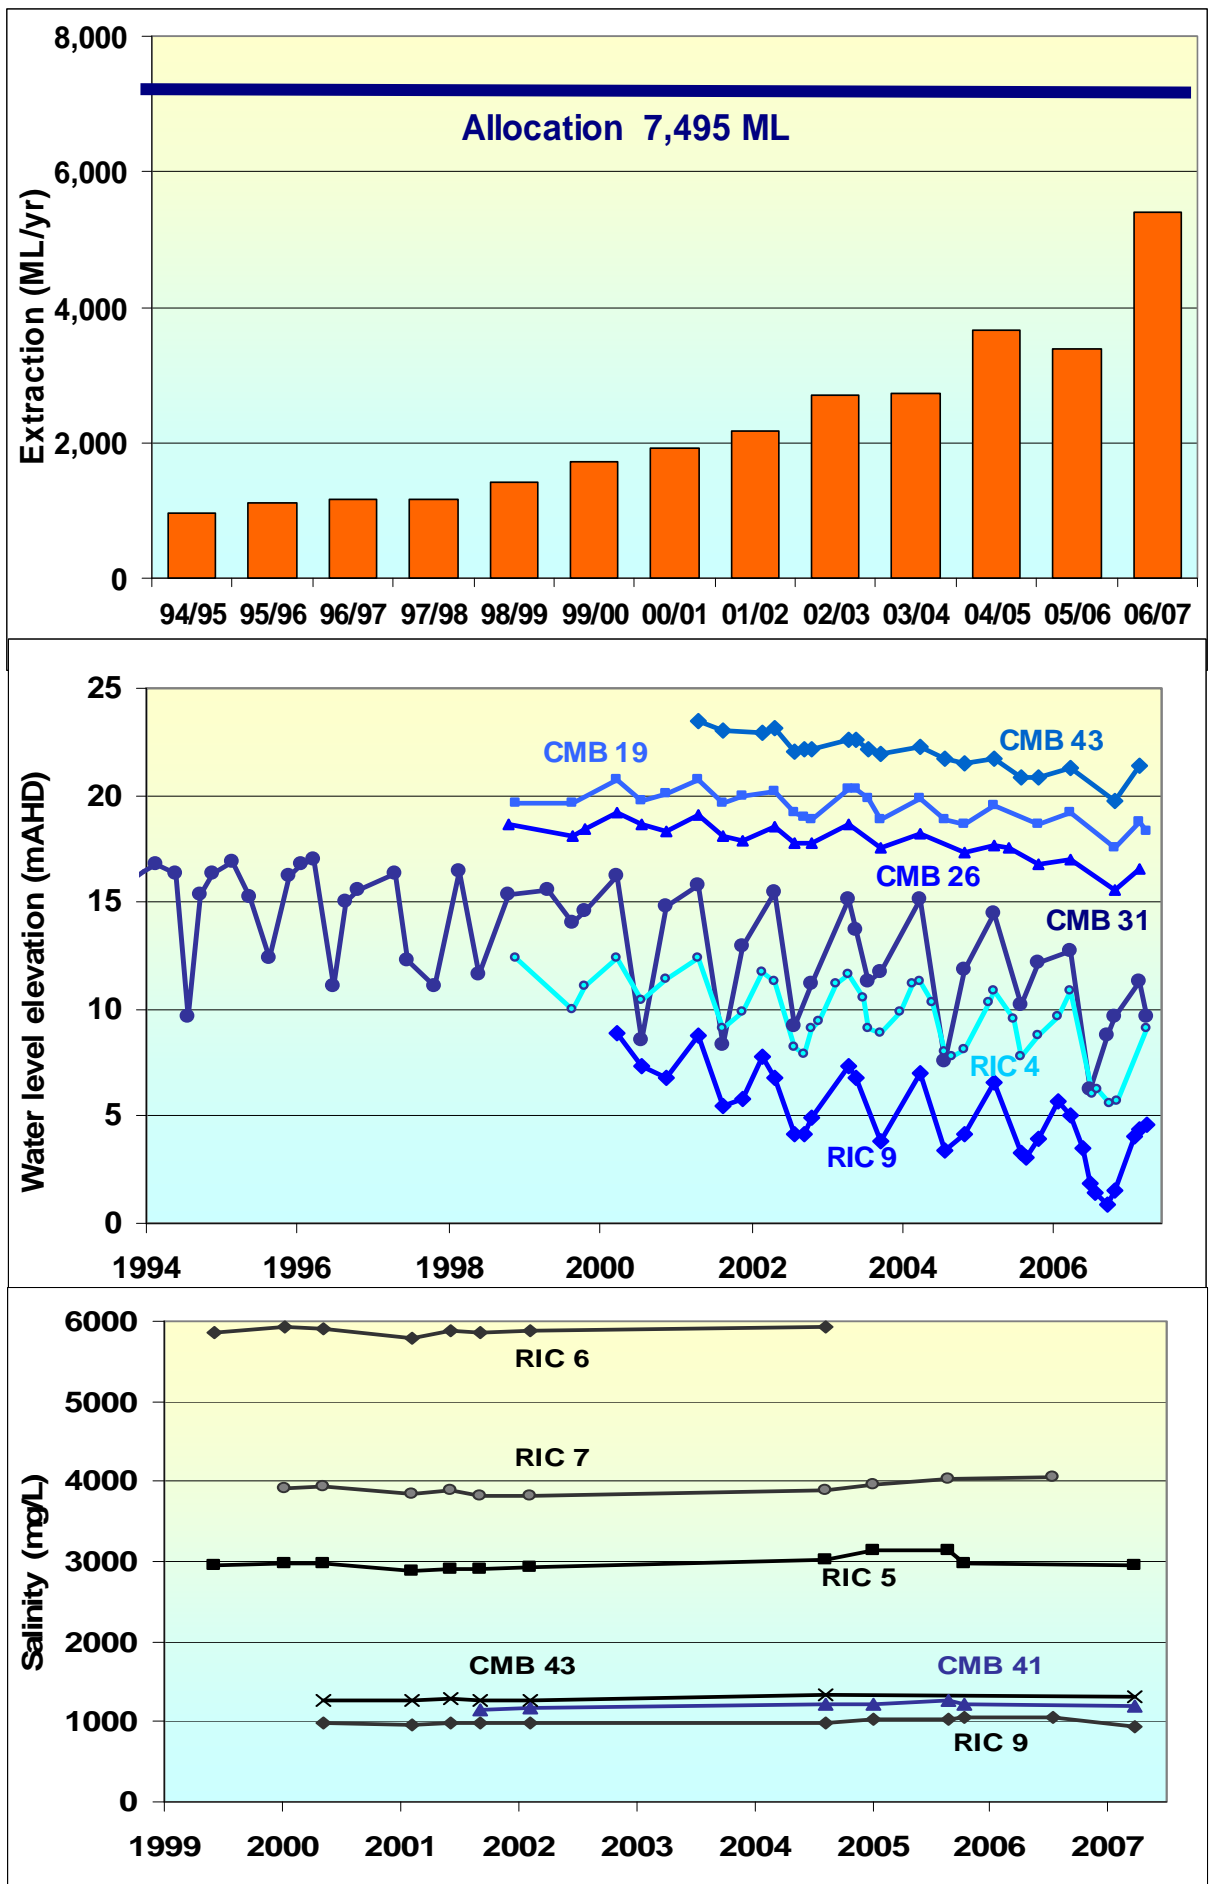 8,000
Allocation 7,495 ML
6,000
4,000
2,000
0
Extraction (ML/yr)
94/95 95/96 96/97 97/98 98/99 99/00 00/01 01/02 02/03 03/04 04/05 05/06 06/07
25
CMB 43
CMB 19
20
CMB 26
15
CMB 31
10
RIC 4
5
RIC 9
0
Water level elevation (mAHD)
1994 1996 1998 2000 2002 2004 2006
6000
RIC 6
5000
RIC 7
4000
3000
RIC 5
2000
CMB 43
CMB 41
1000
RIC 9
0
Salinity (mg/L)
1999 2000 2001 2002 2003 2004 2005 2006 2007